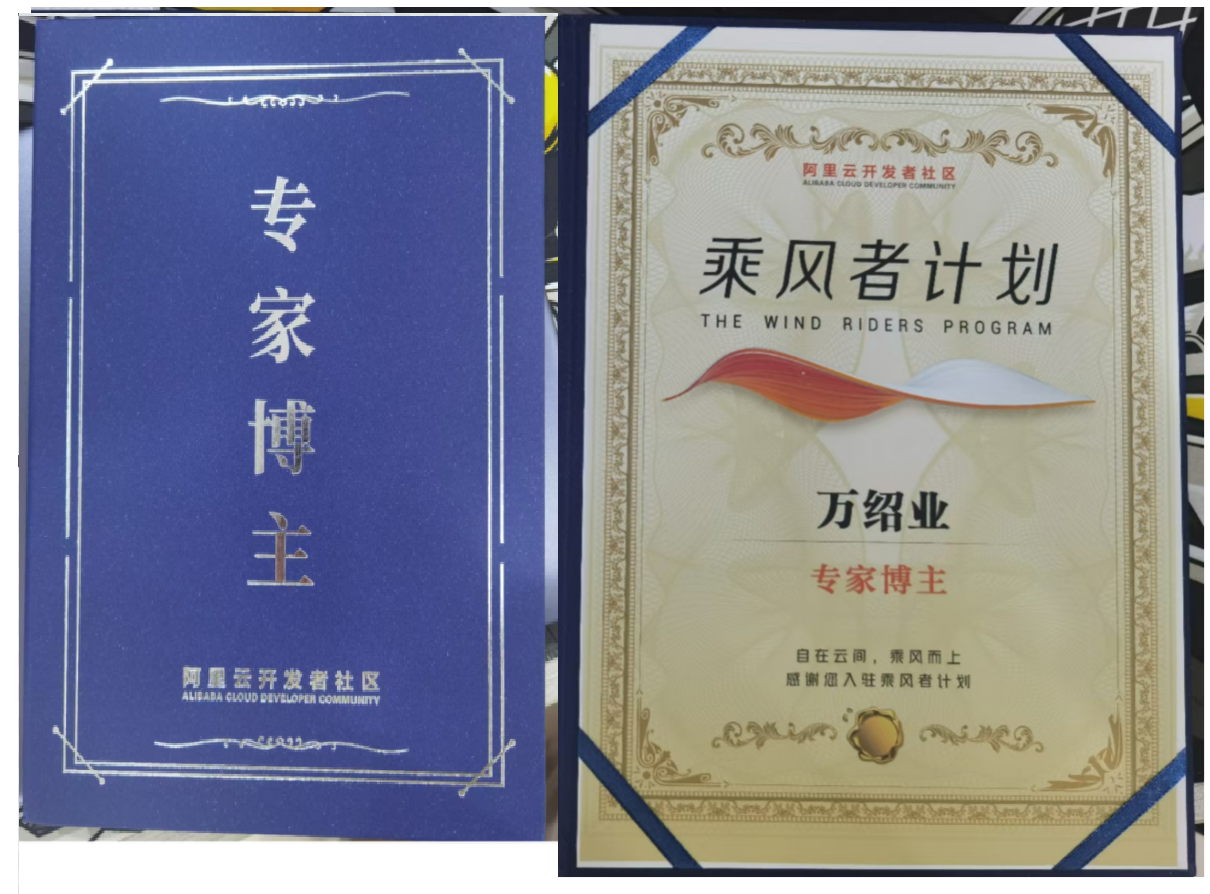 专家博主
阿里云开发者社区
ALIBABA CLOUD DEVELOPER COMMUNITY
阿里云开发者社区
ALIBABA CLOUD DEVELOPER COMMUNITY
乘风者计划
THE WIND RIDERS PROGRAM
万绍业
专家博主
自在云间，乘风而上
感谢您入驻乘风者计划